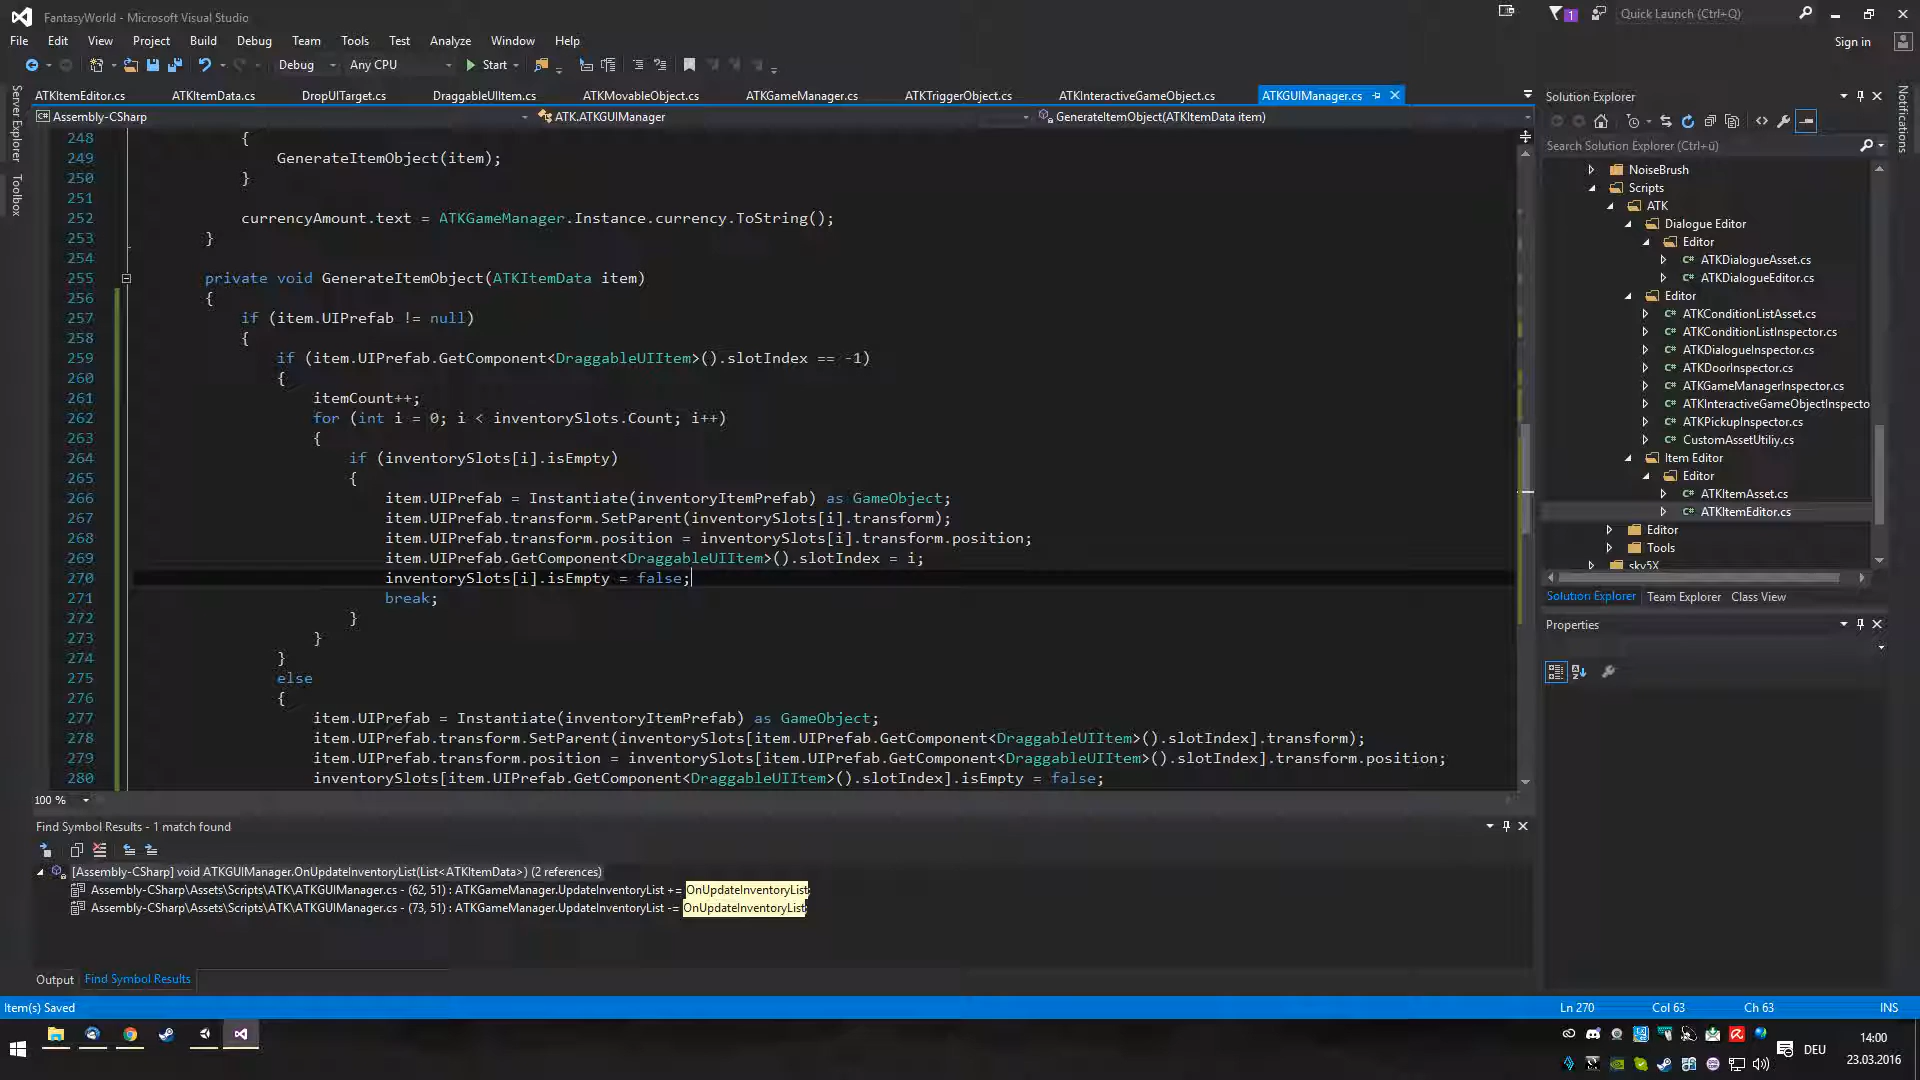 FantasyWorld - Microsoft Visual Studio
1
Quick Launch (Ctrl+Q)
File Edit View Project Build Debug Team Tools Test Analyze Window Help
Sign in
Debug Any CPU Start
ATKItemEditor.cs ATKItemData.cs DropUITarget.cs DraggableUIItem.cs ATKMovableObject.cs ATKGameManager.cs ATKTriggerObject.cs ATKInteractiveGameObject.cs ATKGUIManager.cs
Assembly-CSharp ATK.ATKGUIManager GenerateItemObject(ATKItemData item)
Server Explorer
Toolbox
248 {
249 GenerateItemObject(item);
250 }
251
252 currencyAmount.text = ATKGameManager.Instance.currency.ToString();
253 }
254
255 private void GenerateItemObject(ATKItemData item)
256 {
257 if (item.UIPrefab != null)
258 {
259 if (item.UIPrefab.GetComponent<DraggableUIItem>().slotIndex == -1)
260 {
261 itemCount++;
262 for (int i = 0; i < inventorySlots.Count; i++)
263 {
264 if (inventorySlots[i].isEmpty)
265 {
266 item.UIPrefab = Instantiate(inventoryItemPrefab) as GameObject;
267 item.UIPrefab.transform.SetParent(inventorySlots[i].transform);
268 item.UIPrefab.transform.position = inventorySlots[i].transform.position;
269 item.UIPrefab.GetComponent<DraggableUIItem>().slotIndex = i;
270 inventorySlots[i].isEmpty = false;
271 break;
272 }
273 }
274 }
275 else
276 {
277 item.UIPrefab = Instantiate(inventoryItemPrefab) as GameObject;
278 item.UIPrefab.transform.SetParent(inventorySlots[item.UIPrefab.GetComponent<DraggableUIItem>().slotIndex].transform);
279 item.UIPrefab.transform.position = inventorySlots[item.UIPrefab.GetComponent<DraggableUIItem>().slotIndex].transform.position;
280 inventorySlots[item.UIPrefab.GetComponent<DraggableUIItem>().slotIndex].isEmpty = false;
100 %
Find Symbol Results - 1 match found
[Assembly-CSharp] void ATKGUIManager.OnUpdateInventoryList(List<ATKItemData>) (2 references)
Assembly-CSharp\Assets\Scripts\ATK\ATKGUIManager.cs - (62, 51) : ATKGameManager.UpdateInventoryList += OnUpdateInventoryList;
Assembly-CSharp\Assets\Scripts\ATK\ATKGUIManager.cs - (73, 51) : ATKGameManager.UpdateInventoryList -= OnUpdateInventoryList;
Output Find Symbol Results
Solution Explorer
Search Solution Explorer (Ctrl+ü)
NoiseBrush
Scripts
ATK
Dialogue Editor
Editor
C# ATKDialogueAsset.cs
C# ATKDialogueEditor.cs
Editor
C# ATKConditionListAsset.cs
C# ATKConditionListInspector.cs
C# ATKDialogueInspector.cs
C# ATKDoorInspector.cs
C# ATKGameManagerInspector.cs
C# ATKInteractiveGameObjectInspecto
C# ATKPickupInspector.cs
C# CustomAssetUtiliy.cs
Item Editor
Editor
C# ATKItemAsset.cs
C# ATKItemEditor.cs
Editor
Tools
sky5X
Solution Explorer Team Explorer Class View
Properties
Notifications
Item(s) Saved Ln 270 Col 63 Ch 63 INS
DEU
14:00
23.03.2016